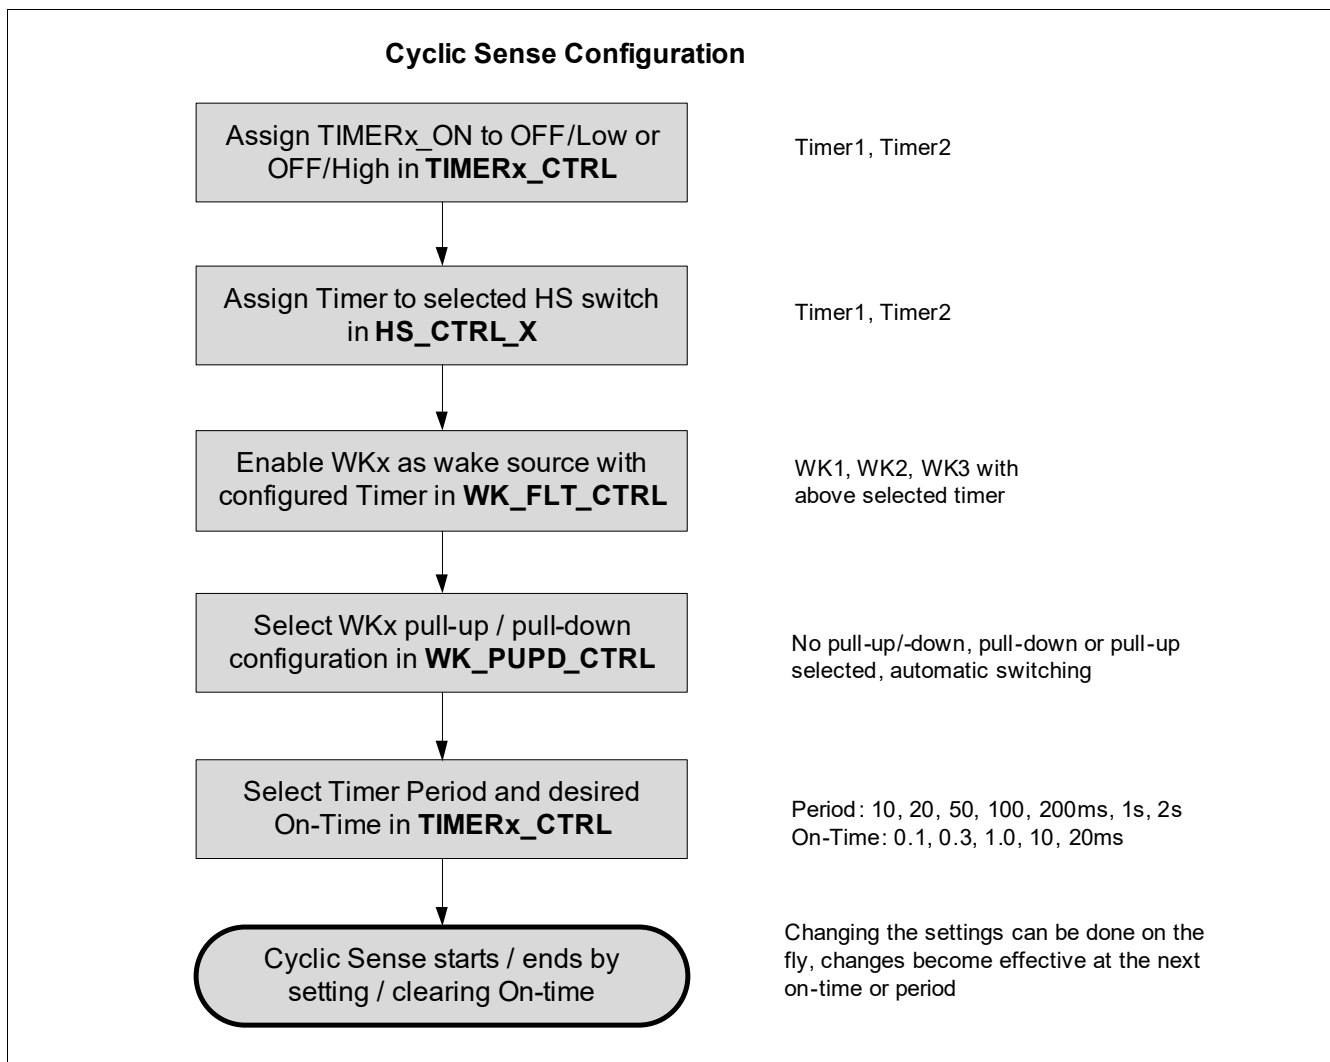 Cyclic Sense Configuration
Assign TIMERx_ON to OFF/Low or
OFF/High in TIMERx_CTRL
Timer1, Timer2
Assign Timer to selected HS switch
in HS_CTRL_X
Timer1, Timer2
Enable WKx as wake source with
configured Timer in WK_FLT_CTRL
WK1, WK2, WK3 with
above selected timer
Select WKx pull-up / pull-down
configuration in WK_PUPD_CTRL
No pull-up/-down, pull-down or pull-up
selected, automatic switching
Select Timer Period and desired
On-Time in TIMERx_CTRL
Period: 10, 20, 50, 100, 200ms, 1s, 2s
On-Time: 0.1, 0.3, 1.0, 10, 20ms
Cyclic Sense starts / ends by
setting / clearing On-time
Changing the settings can be done on the
fly, changes become effective at the next
on-time or period